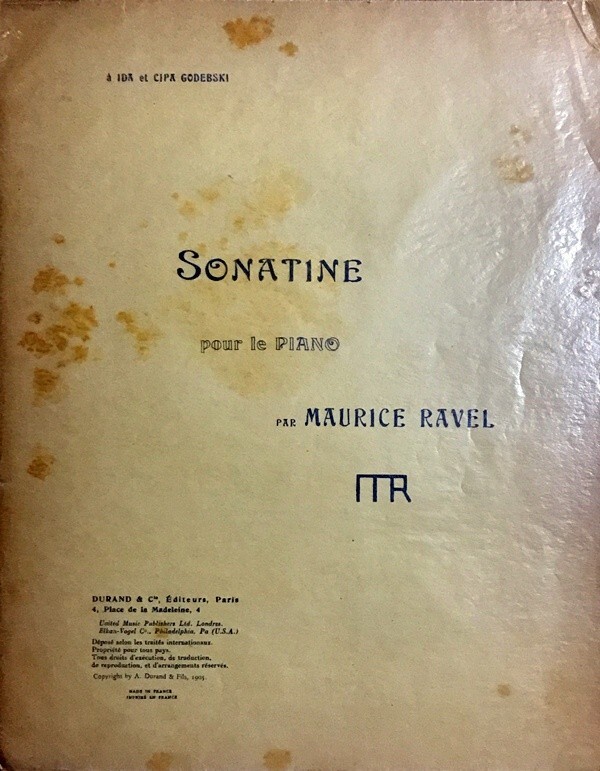 à IDA et CIPA GODEBSKI
SONATINE
pour le PIANO
PAR MAURICE RAVEL
MR
DURAND & Cie, Éditeurs, Paris
4, Place de la Madeleine, 4
United Music Publishers Ltd. Londres.
Elkan-Vogel Co., Philadelphia, Pa (U.S.A.)
Déposé selon les traités internationaux.
Propriété pour tous pays.
Tous droits d'exécution, de traduction,
de reproduction, et d'arrangements réservés.
Copyright by A. Durand & Fils, 1905.
MADE IN FRANCE
IMPRIMÉ EN FRANCE